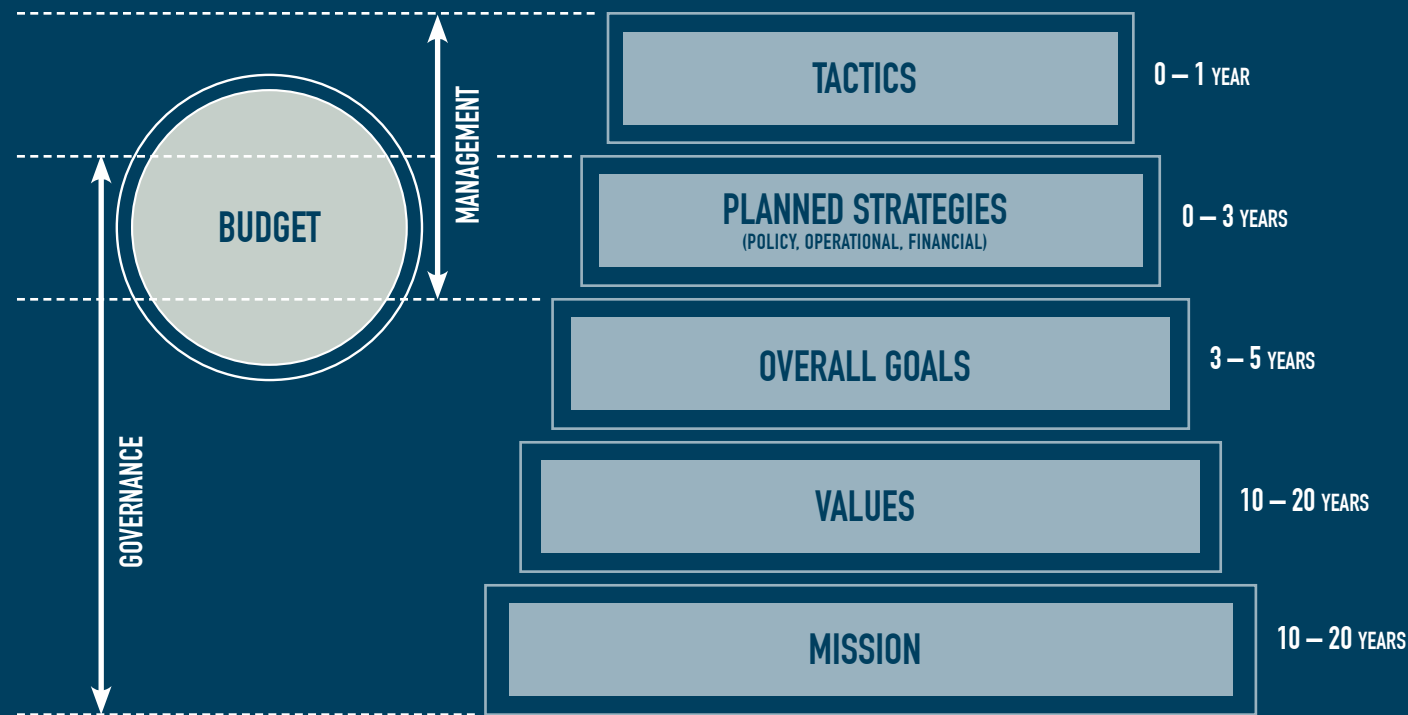 TACTICS
0 – 1 YEAR
MANAGEMENT
BUDGET
PLANNED STRATEGIES
(POLICY, OPERATIONAL, FINANCIAL)
0 – 3 YEARS
OVERALL GOALS
3 – 5 YEARS
GOVERNANCE
VALUES
10 – 20 YEARS
MISSION
10 – 20 YEARS